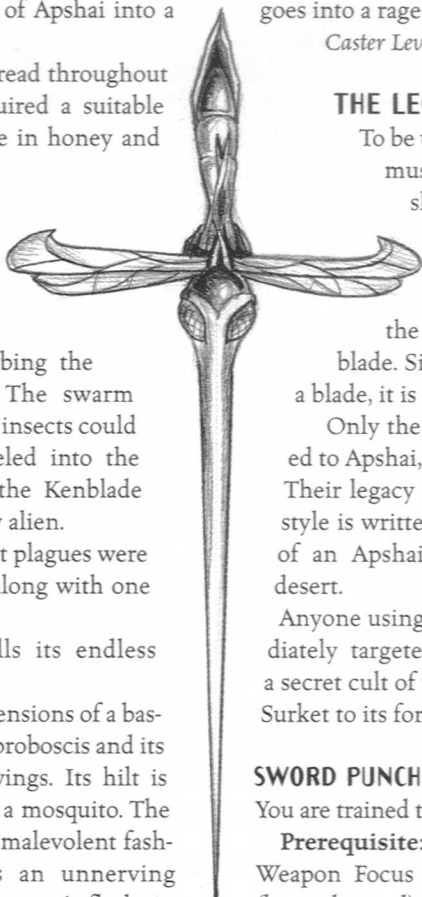 of Apshai into a
read throughout
uired a suitable
e in honey and
bing the
The swarm
insects could
eled into the
the Kenblade
alien.
t plagues were
long with one
lls its endless
ensions of a bas-
proboscis and its
vings. Its hilt is
a mosquito. The
malevolent fash-
s an unnerving
goes into a rage
Caster Lev
THE LE
To be
mus
sl
the
blade. Si
a blade, it is
Only the
ed to Apshai,
Their legacy
style is writte
of an Apshai
desert.
Anyone using
diately targete
a secret cult of
Surket to its for
SWORD PUNCH
You are trained t
Prerequisite:
Weapon Focus